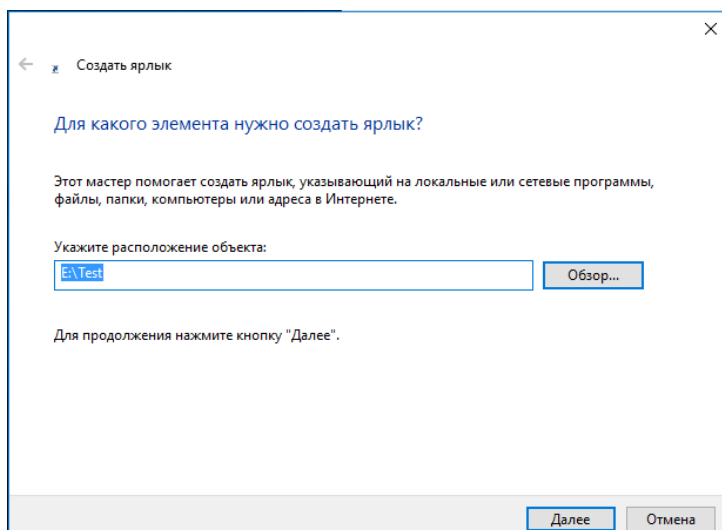 Создать ярлык
Для какого элемента нужно создать ярлык?
Этот мастер помогает создать ярлык, указывающий на локальные или сетевые программы,
файлы, папки, компьютеры или адреса в Интернете.
Укажите расположение объекта:
E:\Test
Обзор...
Для продолжения нажмите кнопку "Далее".
Далее
Отмена